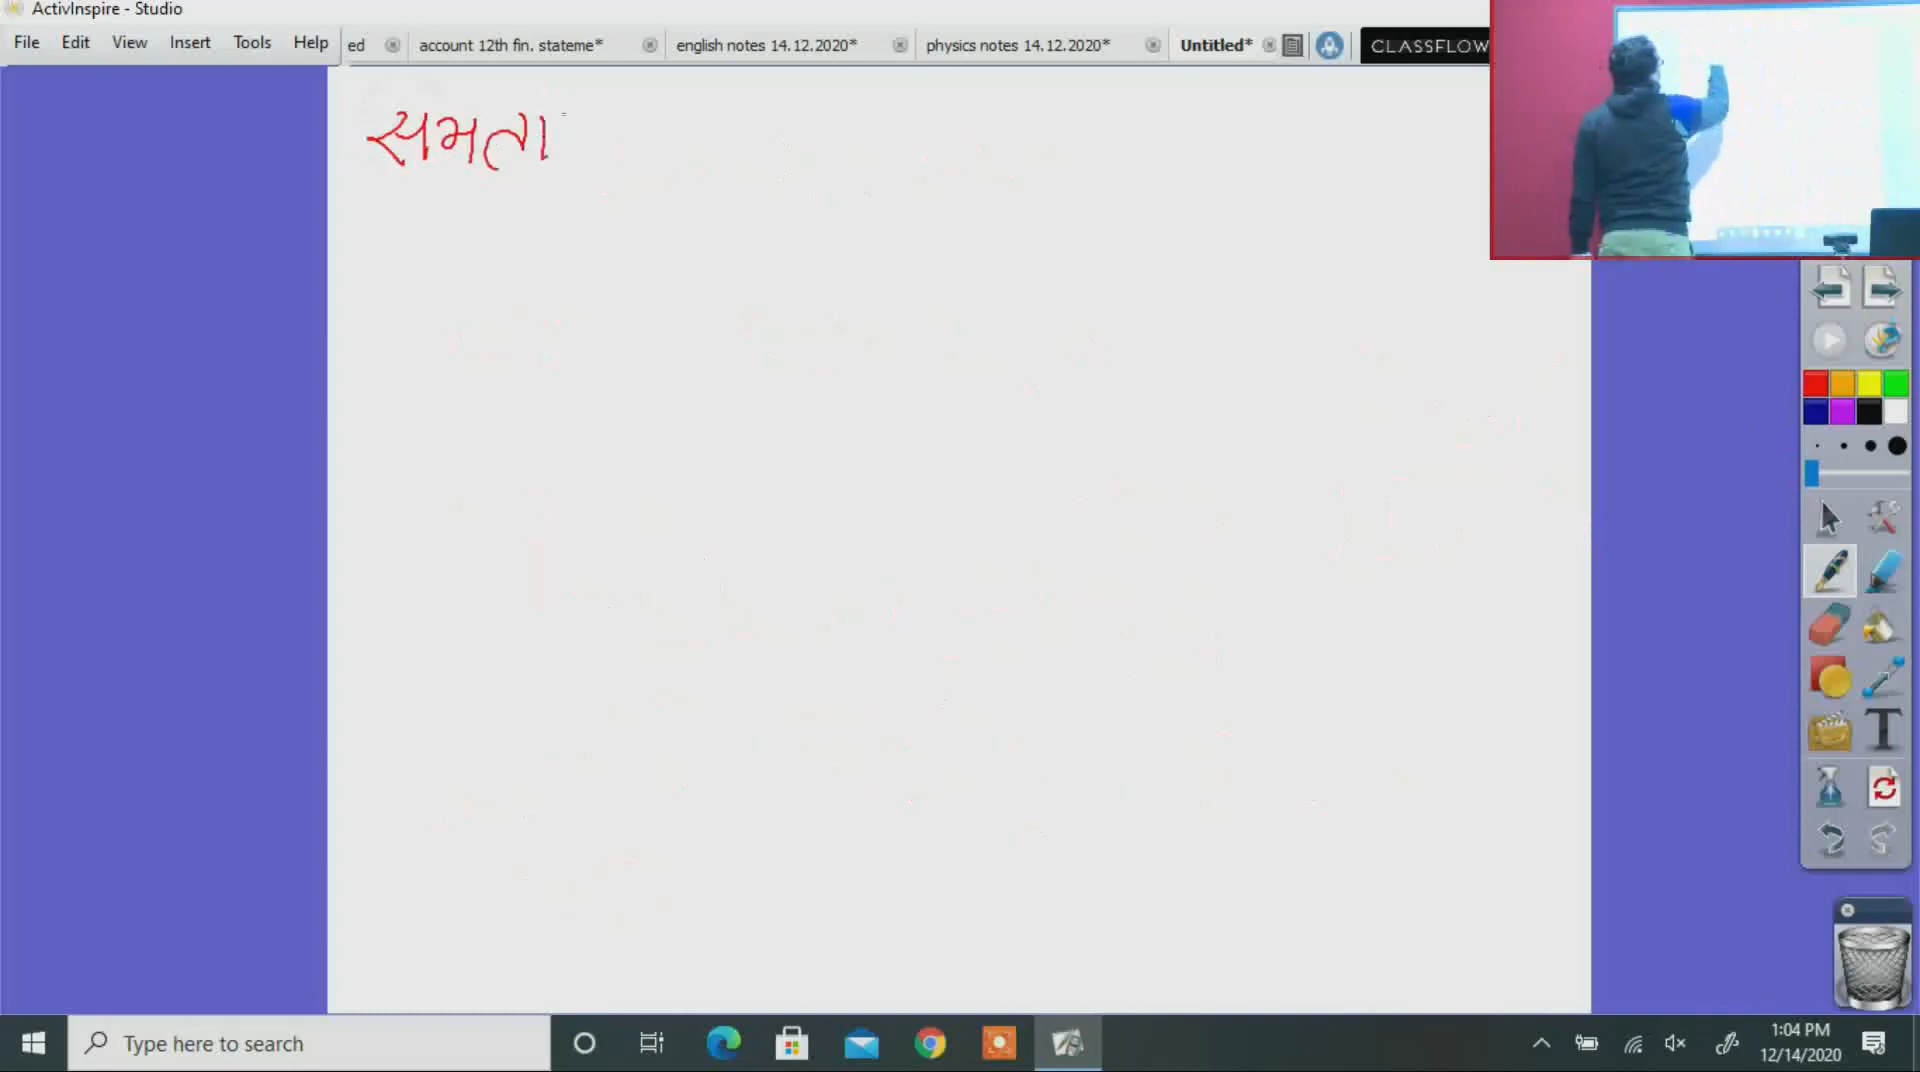 ActivInspire - Studio
File Edit View Insert Tools Help ed account 12th fin. stateme* english notes 14.12.2020* physics notes 14.12.2020* Untitled* CLASSFLOW
समता
T
Type here to search
1:04 PM
12/14/2020